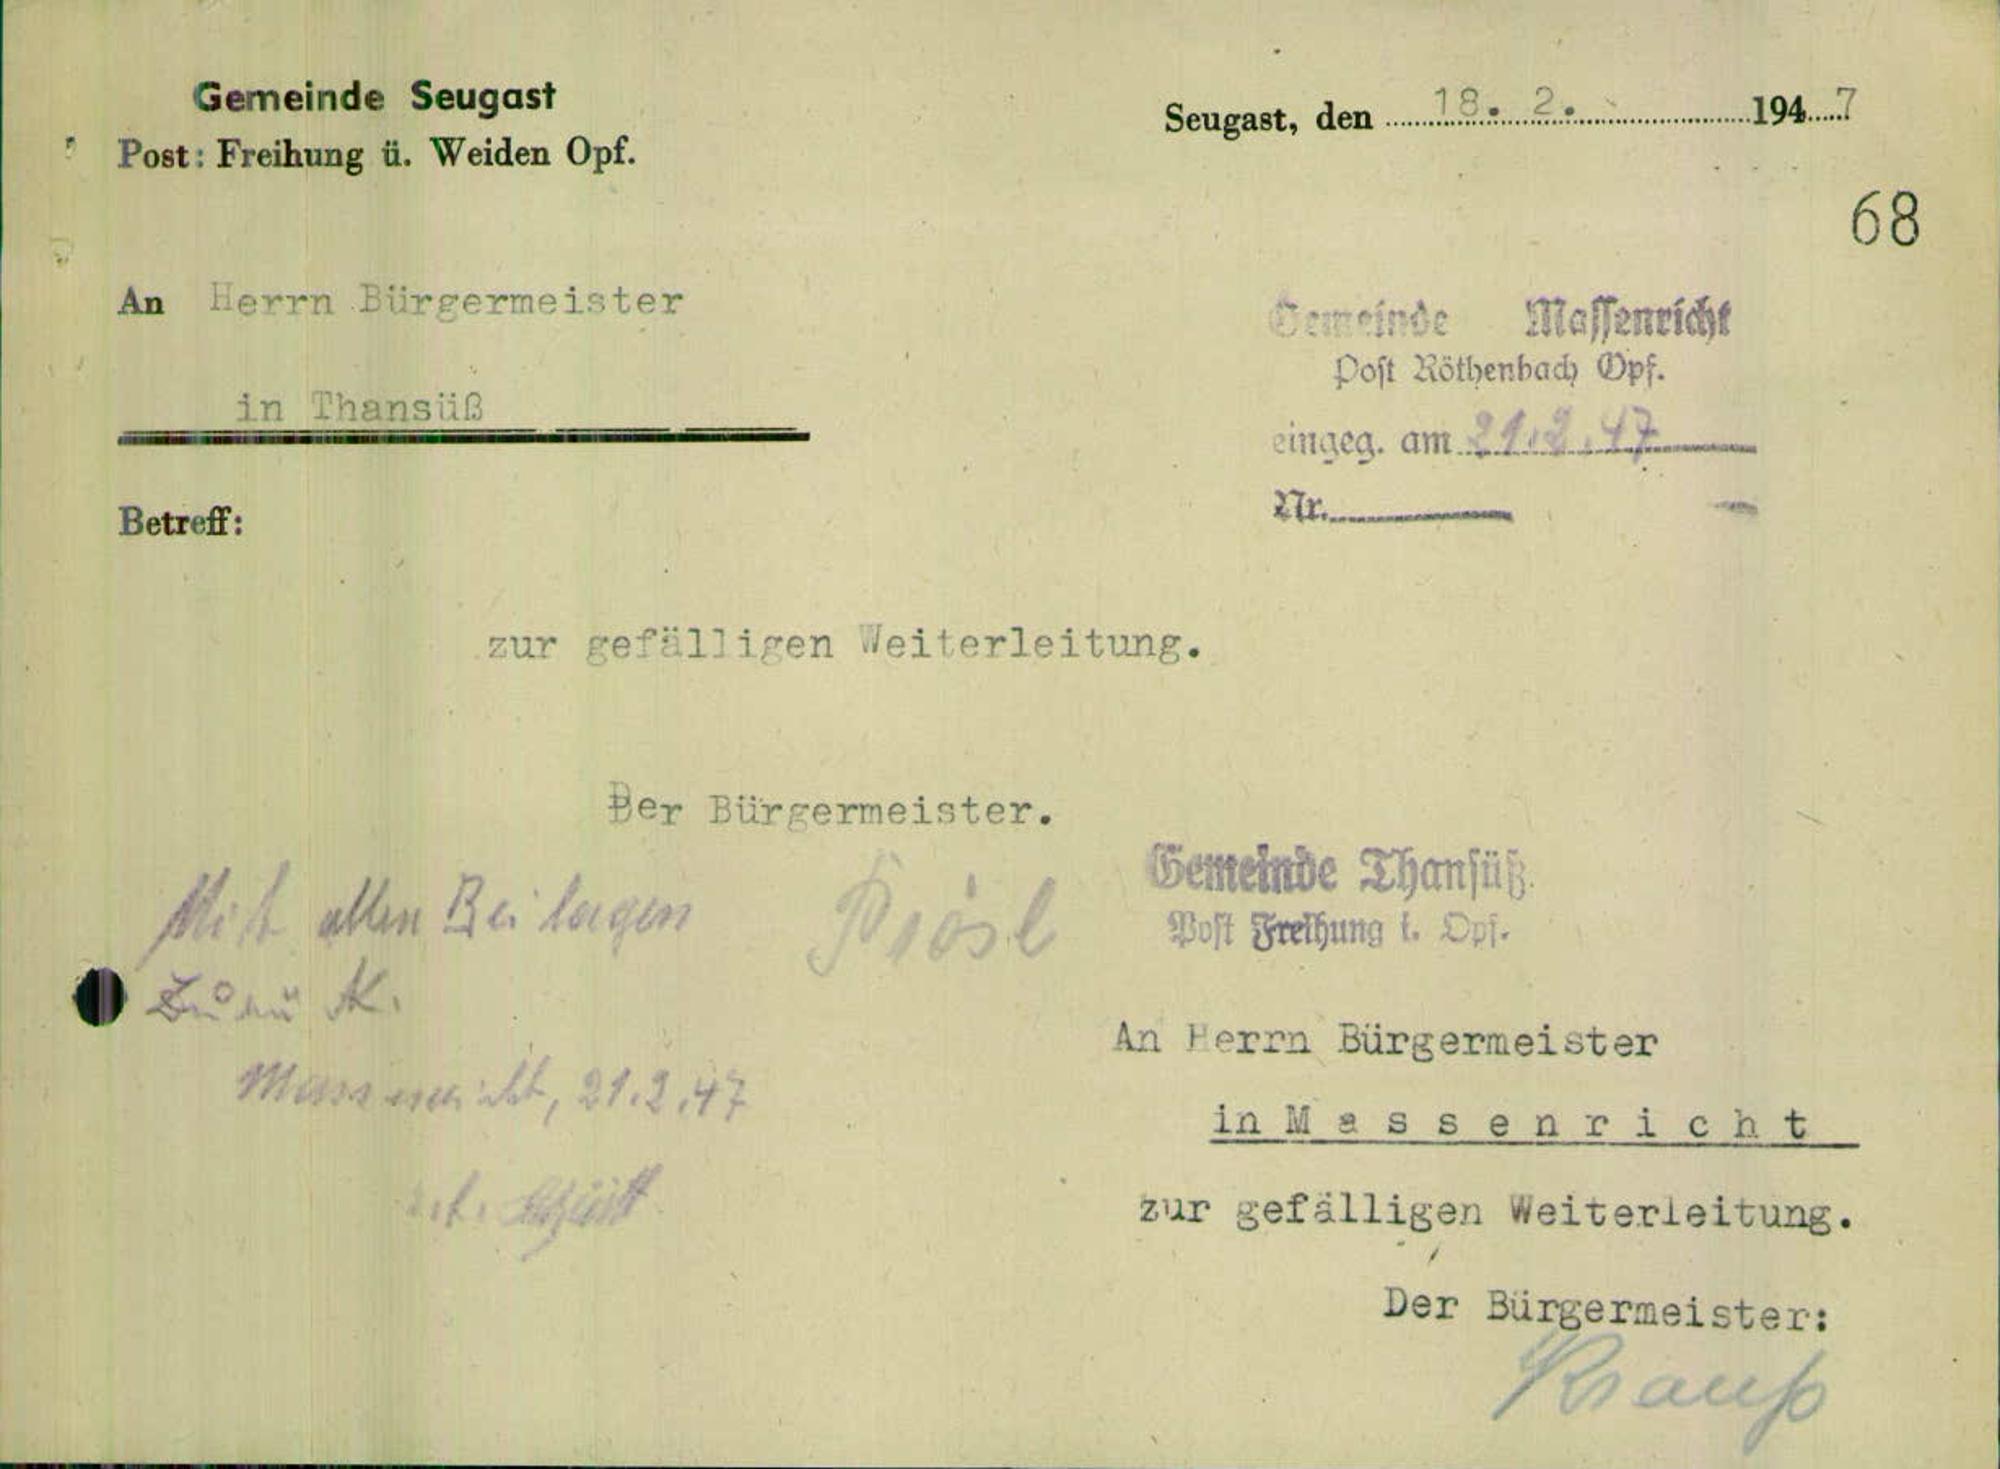 Gemeinde Seugast
Post: Freihung ü. Weiden Opf.
Seugast, den 18. 2. 1947
68
An Herrn Bürgermeister
in Thansüß
Gemeinde Massenricht
Post Röthenbach Opf.
eingeg. am 21.2.47
Nr.
Betreff:
zur gefälligen Weiterleitung.
Der Bürgermeister.
Mit allen Beilagen
Massenricht, 21.2.47
Gemeinde Thansüß.
Post Freihung i. Opf.
An Herrn Bürgermeister
in Massenricht
zur gefälligen Weiterleitung.
Der Bürgermeister:
Krauß